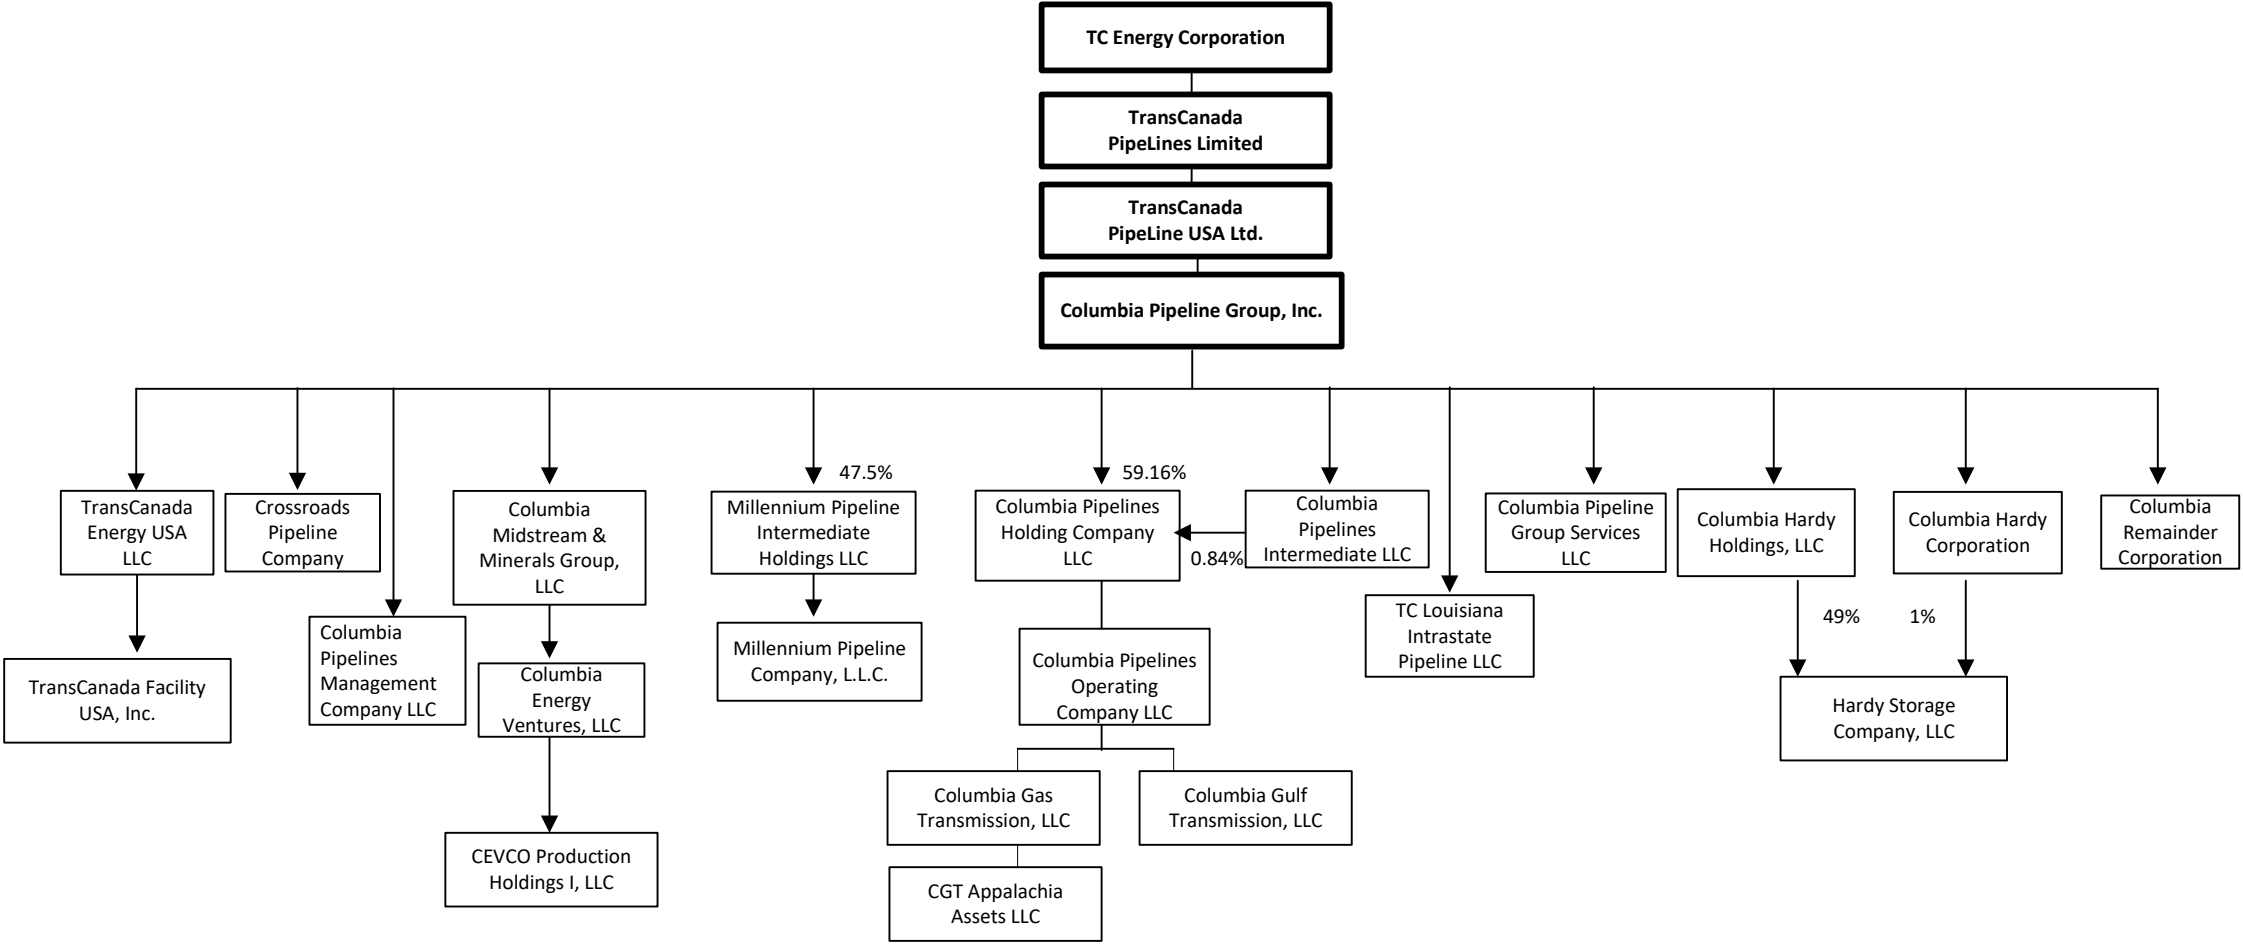 TC Energy Corporation
TransCanada
PipeLines Limited
TransCanada
PipeLine USA Ltd.
Columbia Pipeline Group, Inc.
47.5%
59.16%
TransCanada
Energy USA
LLC
Crossroads
Pipeline
Company
Columbia
Midstream &
Minerals Group,
LLC
Millennium Pipeline
Intermediate
Holdings LLC
Columbia Pipelines
Holding Company
LLC
0.84%
Columbia
Pipelines
Intermediate LLC
Columbia Pipeline
Group Services
LLC
Columbia Hardy
Holdings, LLC
Columbia Hardy
Corporation
Columbia
Remainder
Corporation
TransCanada Facility
USA, Inc.
Columbia
Pipelines
Management
Company LLC
Columbia
Energy
Ventures, LLC
Millennium Pipeline
Company, L.L.C.
Columbia Pipelines
Operating
Company LLC
TC Louisiana
Intrastate
Pipeline LLC
49%
1%
Hardy Storage
Company, LLC
CEVCO Production
Holdings I, LLC
Columbia Gas
Transmission, LLC
Columbia Gulf
Transmission, LLC
CGT Appalachia
Assets LLC